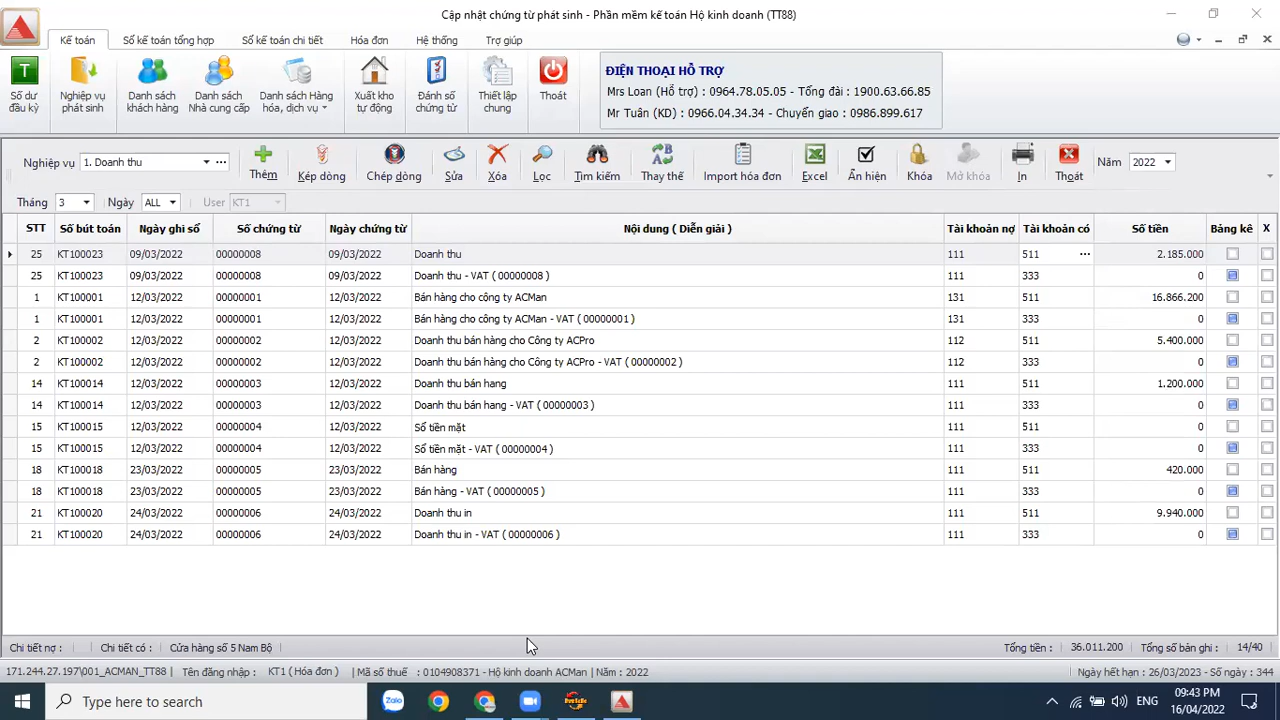 Cập nhật chứng từ phát sinh - Phần mềm kế toán Hộ kinh doanh (TT88)
Kế toán Sổ kế toán tổng hợp Sổ kế toán chi tiết Hóa đơn Hệ thống Trợ giúp
T
Số dư đầu kỳ
Nghiệp vụ phát sinh
Danh sách khách hàng
Danh sách Nhà cung cấp
Danh sách Hàng hóa, dịch vụ
Xuất kho tự động
Đánh số chứng từ
Thiết lập chung
Thoát
ĐIỆN THOẠI HỖ TRỢ
Mrs Loan (Hỗ trợ) : 0964.78.05.05 - Tổng đài : 1900.63.66.85
Mr Tuân (KD) : 0966.04.34.34 - Chuyển giao : 0986.899.617
Nghiệp vụ 1. Doanh thu Thêm Kép dòng Chép dòng Sửa Xóa Lọc Tìm kiếm Thay thế Import hóa đơn Excel Ẩn hiện Khóa Mở khóa In Thoạt Năm 2022
Tháng 3 Ngày ALL User KT1
STT Số bút toán Ngày ghi sổ Số chứng từ Ngày chứng từ Nội dung ( Diễn giải ) Tài khoản nợ Tài khoản có Số tiền Bảng kê X
25 KT100023 09/03/2022 00000008 09/03/2022 Doanh thu 111 511 2.185.000
25 KT100023 09/03/2022 00000008 09/03/2022 Doanh thu - VAT ( 00000008 ) 111 333 0
1 KT100001 12/03/2022 00000001 12/03/2022 Bán hàng cho công ty ACMan 131 511 16.866.200
1 KT100001 12/03/2022 00000001 12/03/2022 Bán hàng cho công ty ACMan - VAT ( 00000001 ) 131 333 0
2 KT100002 12/03/2022 00000002 12/03/2022 Doanh thu bán hàng cho Công ty ACPro 112 511 5.400.000
2 KT100002 12/03/2022 00000002 12/03/2022 Doanh thu bán hàng cho Công ty ACPro - VAT ( 00000002 ) 112 333 0
14 KT100014 12/03/2022 00000003 12/03/2022 Doanh thu bán hang 111 511 1.200.000
14 KT100014 12/03/2022 00000003 12/03/2022 Doanh thu bán hang - VAT ( 00000003 ) 111 333 0
15 KT100015 12/03/2022 00000004 12/03/2022 Sổ tiền mặt 111 511
15 KT100015 12/03/2022 00000004 12/03/2022 Sổ tiền mặt - VAT ( 00000004 ) 111 333 0
18 KT100018 23/03/2022 00000005 23/03/2022 Bán hàng 111 511 420.000
18 KT100018 23/03/2022 00000005 23/03/2022 Bán hàng - VAT ( 00000005 ) 111 333 0
21 KT100020 24/03/2022 00000006 24/03/2022 Doanh thu in 111 511 9.940.000
21 KT100020 24/03/2022 00000006 24/03/2022 Doanh thu in - VAT ( 00000006 ) 111 333 0
Chi tiết nợ : Chi tiết có : Cửa hàng số 5 Nam Bộ Tổng tiền : 36.011.200 Tổng số bản ghi : 14/40
171.244.27.197\001_ACMAN_TT88 Tên đăng nhập : KT1 ( Hóa đơn ) Mã số thuế : 0104908371 - Hộ kinh doanh ACMan Năm : 2022 Ngày hết hạn : 26/03/2023 - Số ngày : 344
Type here to search Zalo ENG 09:43 PM
16/04/2022